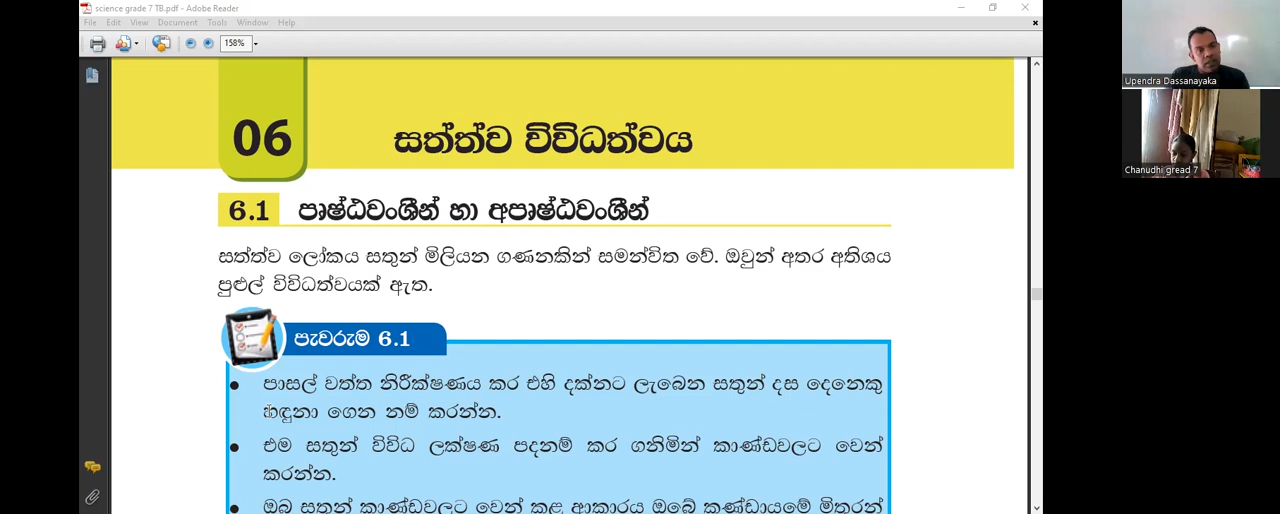 science grade 7 TB.pdf - Adobe Reader
File Edit View Document Tools Window Help
158%
06
සත්ත්ව විවිධත්වය
6.1 පෘෂ්ඨවංශීන් හා අපෘෂ්ඨවංශීන්
සත්ත්ව ලෝකය සතුන් මිලියන ගණනකින් සමන්විත වේ. ඔවුන් අතර අතිශය
පුළුල් විවිධත්වයක් ඇත.
පැවරුම 6.1
● පාසල් වත්ත නිරීක්ෂණය කර එහි දක්නට ලැබෙන සතුන් දස දෙනෙකු
හඳුනා ගෙන නම් කරන්න.
● එම සතුන් විවිධ ලක්ෂණ පදනම් කර ගනිමින් කාණ්ඩවලට වෙන්
කරන්න.
● ඔබ සතුන් කාණ්ඩවලට වෙන් කළ ආකාරය ඔබේ කණ්ඩායමේ මිතුරන්
Upendra Dassanayaka
Chanudhi gread 7